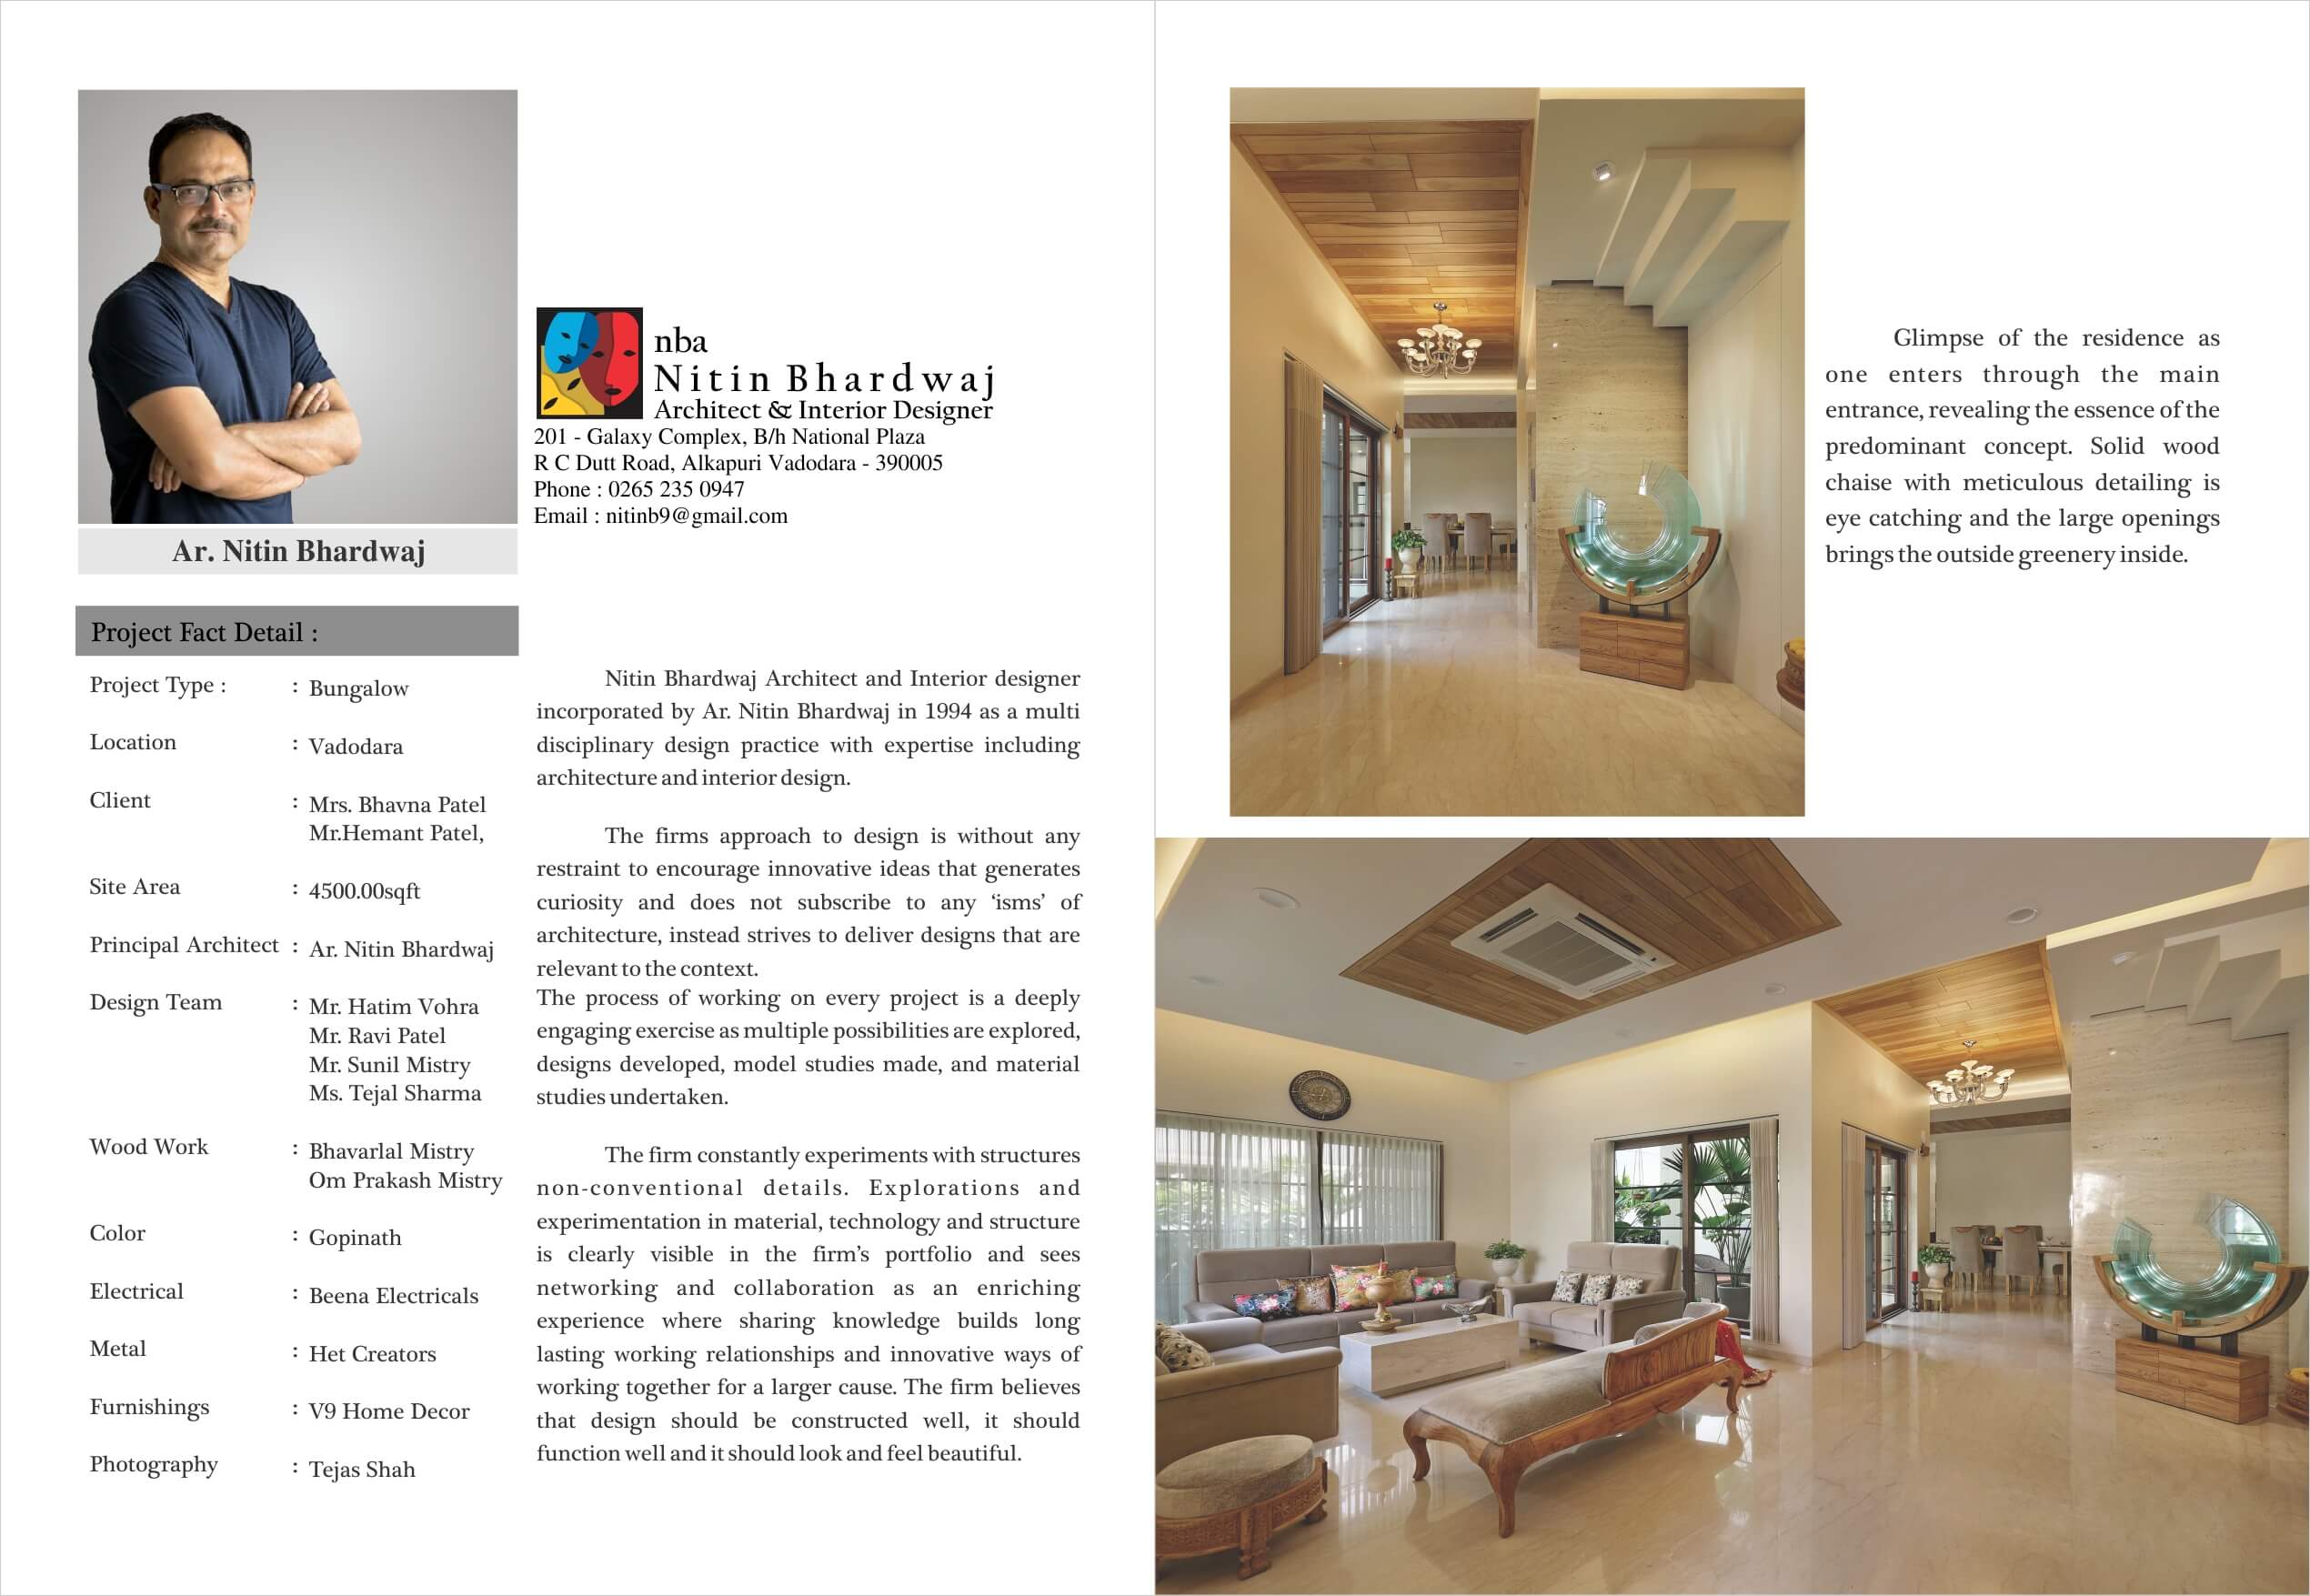 nba
Nitin Bhardwaj
Architect & Interior Designer
201 - Galaxy Complex, B/h National Plaza
R C Dutt Road, Alkapuri Vadodara - 390005
Phone : 0265 235 0947
Email : nitinb9@gmail.com
Ar. Nitin Bhardwaj
Project Fact Detail :
Project Type : : Bungalow
Location : Vadodara
Client : Mrs. Bhavna Patel
Mr.Hemant Patel,
Site Area : 4500.00sqft
Principal Architect : Ar. Nitin Bhardwaj
Design Team : Mr. Hatim Vohra
Mr. Ravi Patel
Mr. Sunil Mistry
Ms. Tejal Sharma
Wood Work : Bhavarlal Mistry
Om Prakash Mistry
Color : Gopinath
Electrical : Beena Electricals
Metal : Het Creators
Furnishings : V9 Home Decor
Photography : Tejas Shah
Nitin Bhardwaj Architect and Interior designer
incorporated by Ar. Nitin Bhardwaj in 1994 as a multi
disciplinary design practice with expertise including
architecture and interior design.
The firms approach to design is without any
restraint to encourage innovative ideas that generates
curiosity and does not subscribe to any ‘isms’ of
architecture, instead strives to deliver designs that are
relevant to the context.
The process of working on every project is a deeply
engaging exercise as multiple possibilities are explored,
designs developed, model studies made, and material
studies undertaken.
The firm constantly experiments with structures
non-conventional details. Explorations and
experimentation in material, technology and structure
is clearly visible in the firm’s portfolio and sees
networking and collaboration as an enriching
experience where sharing knowledge builds long
lasting working relationships and innovative ways of
working together for a larger cause. The firm believes
that design should be constructed well, it should
function well and it should look and feel beautiful.
Glimpse of the residence as
one enters through the main
entrance, revealing the essence of the
predominant concept. Solid wood
chaise with meticulous detailing is
eye catching and the large openings
brings the outside greenery inside.